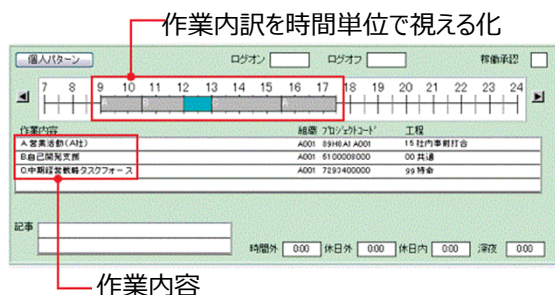 作業内訳を時間単位で視える化
個人パターン ログオン ログオフ 稼働承認
7 8 9 10 11 12 13 14 15 16 17 18 19 20 21 22 23 24
作業内容 組織 プロジェクトコード 工程
A.営業活動(A社) A001 89H0A1A001 15 社内事前打合
B.自己開発支援 A001 6100008000 00 共通
C.中期経営戦略タスクフォース A001 7293400000 99 特命
記事
時間外 0:00 休日外 0:00 休日内 0:00 深夜 0:00
作業内容